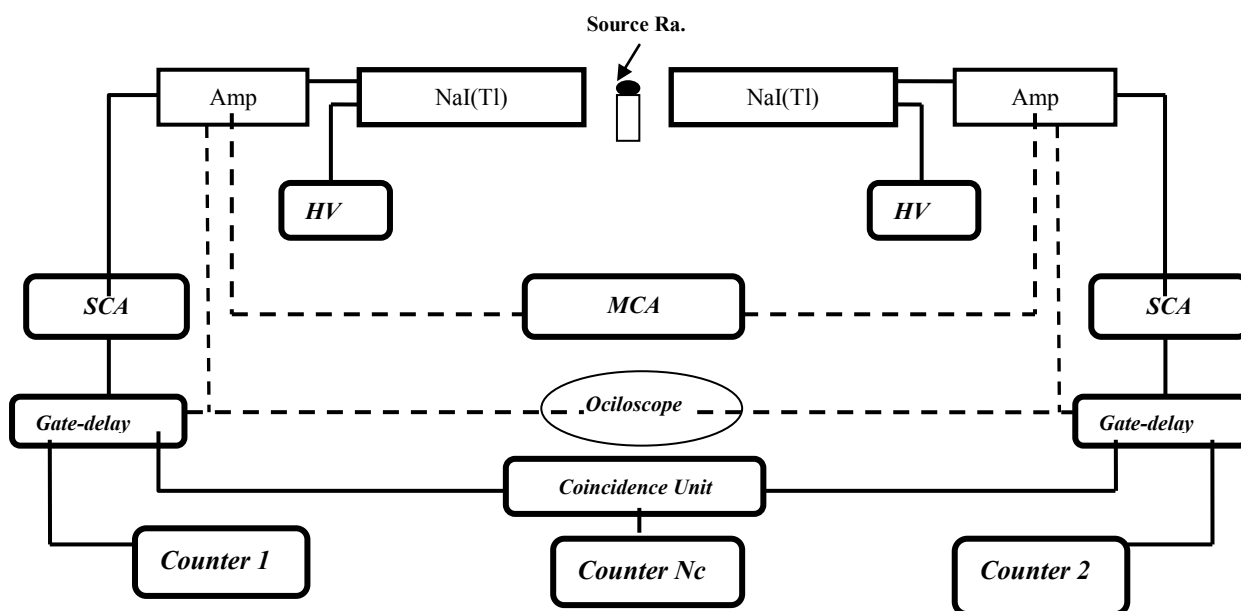 Source Ra.
Amp
NaI(Tl)
NaI(Tl)
Amp
HV
HV
SCA
MCA
SCA
Gate-delay
Ociloscope
Gate-delay
Coincidence Unit
Counter 1
Counter Nc
Counter 2